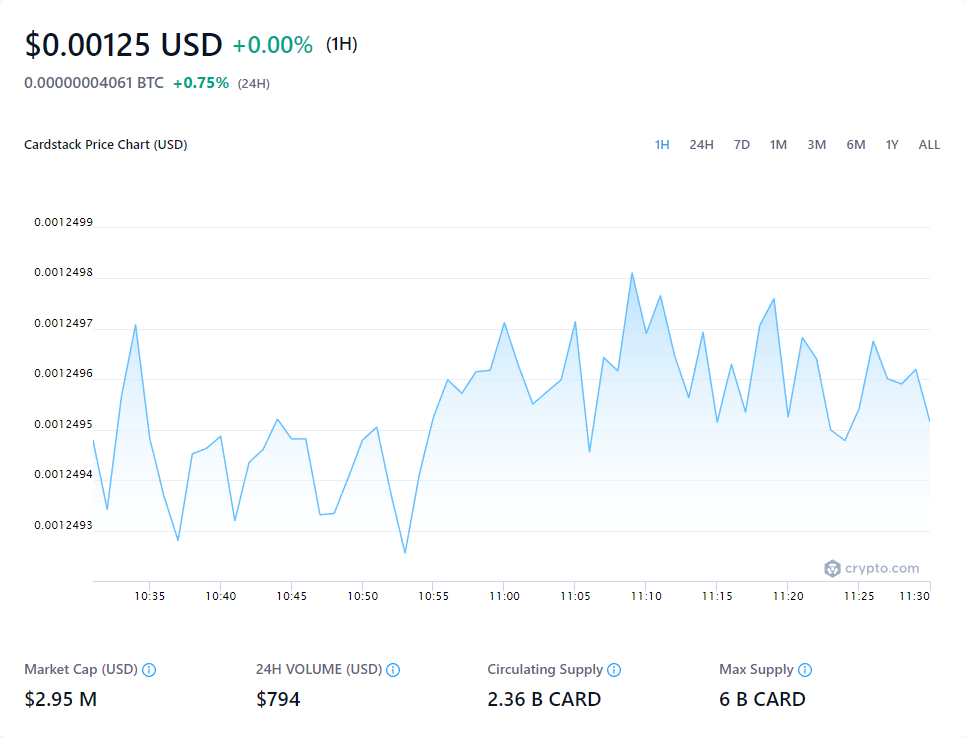 $0.00125 USD +0.00% (1H)
0.00000004061 BTC +0.75% (24H)
Cardstack Price Chart (USD) 1H 24H 7D 1M 3M 6M 1Y ALL
0.0012499
0.0012498
0.0012497
0.0012496
0.0012495
0.0012494
0.0012493
crypto.com
10:35 10:40 10:45 10:50 10:55 11:00 11:05 11:10 11:15 11:20 11:25 11:30
Market Cap (USD) 24H VOLUME (USD) Circulating Supply Max Supply
$2.95 M $794 2.36 B CARD 6 B CARD